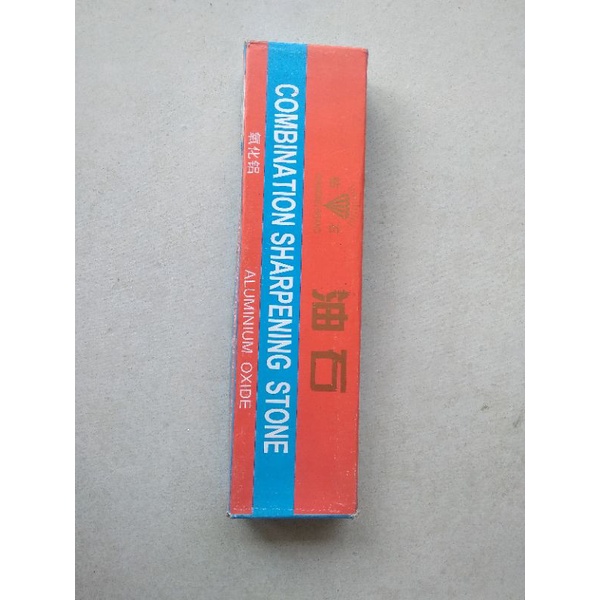 油石
COMBINATION SHARPENING STONE
氧化铝
ALUMINIUM OXIDE